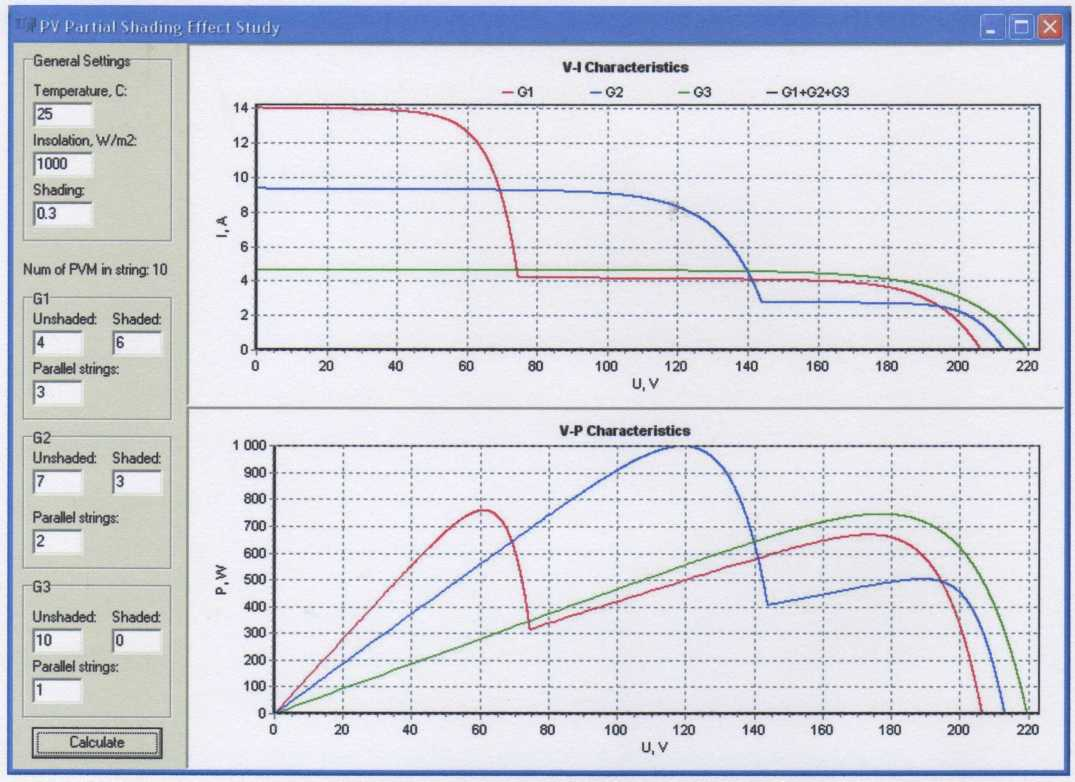 PV Partial Shading Effect Study
General Settings
Temperature, C:
25
Insolation, W/m2:
1000
Shading:
0.3
Num of PVM in string: 10
G1
Unshaded: Shaded:
4 6
Parallel strings:
3
G2
Unshaded: Shaded:
7 3
Parallel strings:
2
G3
Unshaded: Shaded:
10 0
Parallel strings:
1
Calculate
V-I Characteristics
G1 G2 G3 G1+G2+G3
I, A
14
12
10
8
6
4
2
0
0 20 40 60 80 100 120 140 160 180 200 220
U, V
V-P Characteristics
P, W
1 000
900
800
700
600
500
400
300
200
100
0
0 20 40 60 80 100 120 140 160 180 200 220
U, V